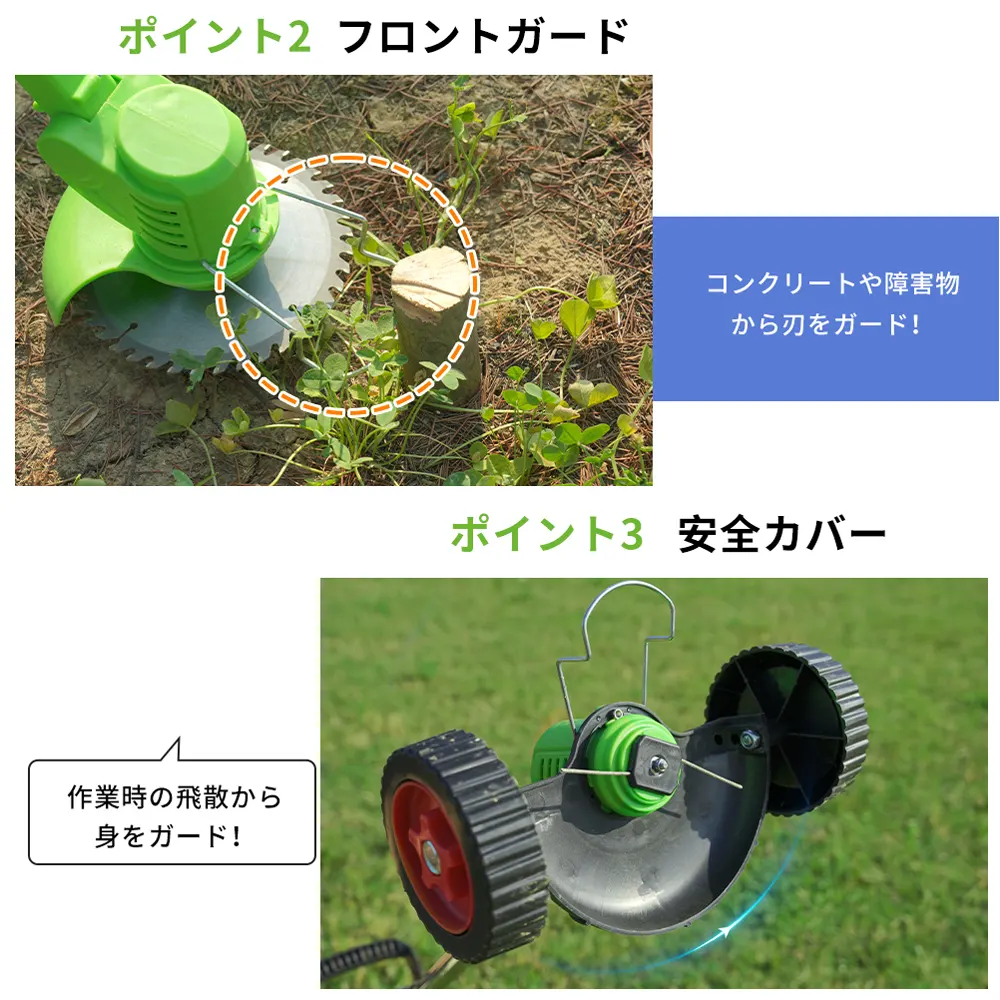 ポイント2 フロントガード
コンクリートや障害物
から刃をガード！
ポイント3 安全カバー
作業時の飛散から
身をガード！